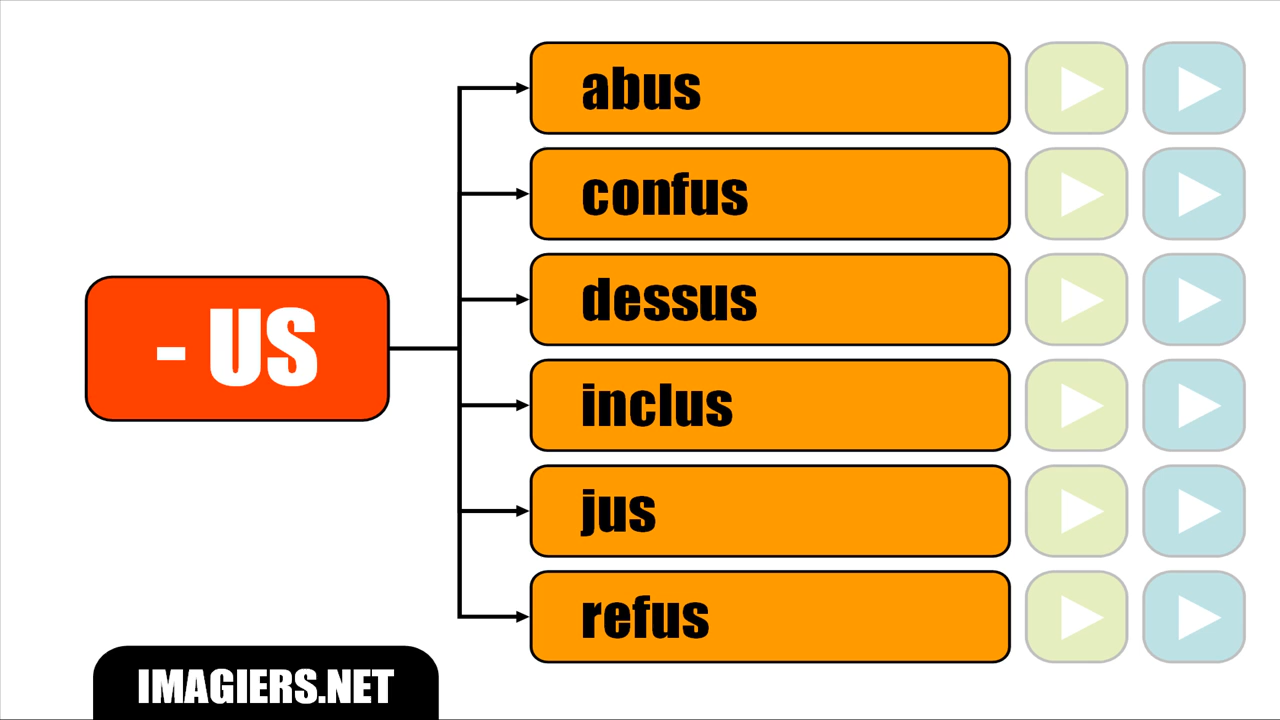 - US
abus
confus
dessus
inclus
jus
refus
IMAGIERS.NET